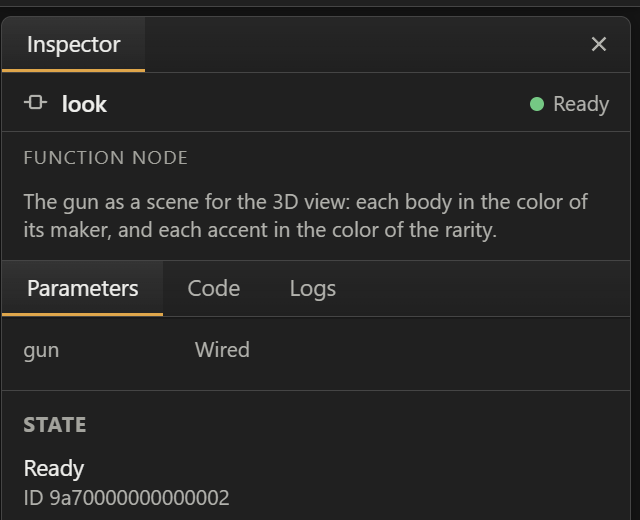 Inspector
look
Ready
FUNCTION NODE
The gun as a scene for the 3D view: each body in the color of
its maker, and each accent in the color of the rarity.
Parameters Code Logs
gun Wired
STATE
Ready
ID 9a70000000000002